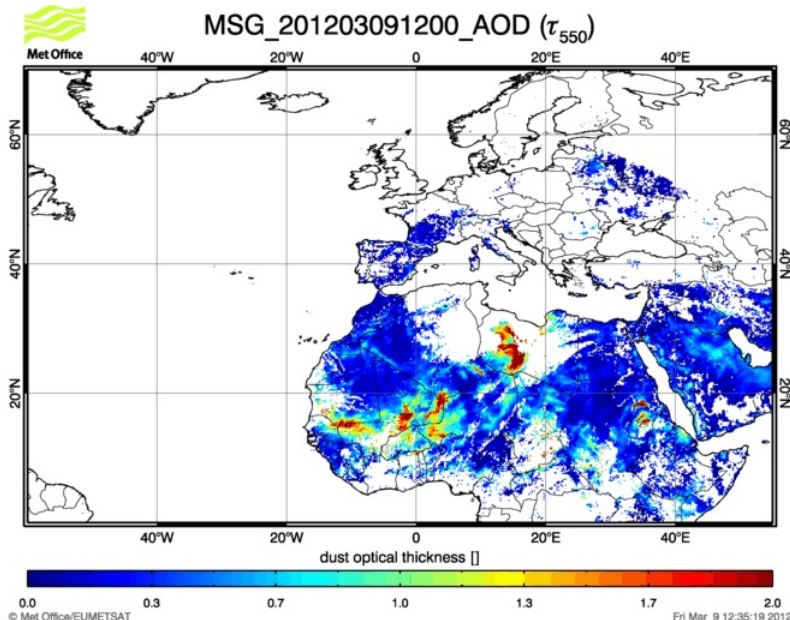 MSG_201203091200_AOD (τ550)
Met Office
40°W 20°W 0 20°E 40°E
60°N 60°N
40°N 40°N
20°N 20°N
40°W 20°W 0 20°E 40°E
dust optical thickness []
0.0 0.3 0.7 1.0 1.3 1.7 2.0
© Met Office/EUMETSAT Fri Mar 9 12:35:19 2012